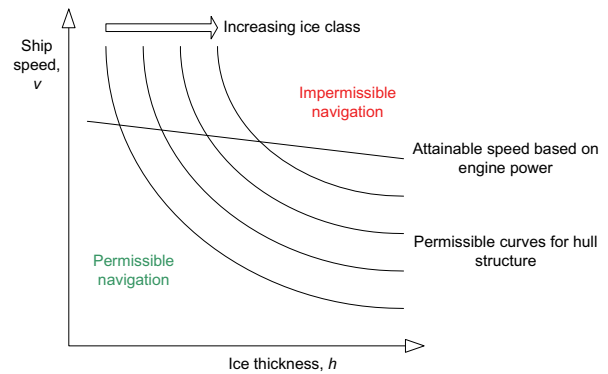 Ship
speed,
v
Increasing ice class
Impermissible
navigation
Attainable speed based on
engine power
Permissible curves for hull
structure
Permissible
navigation
Ice thickness, h